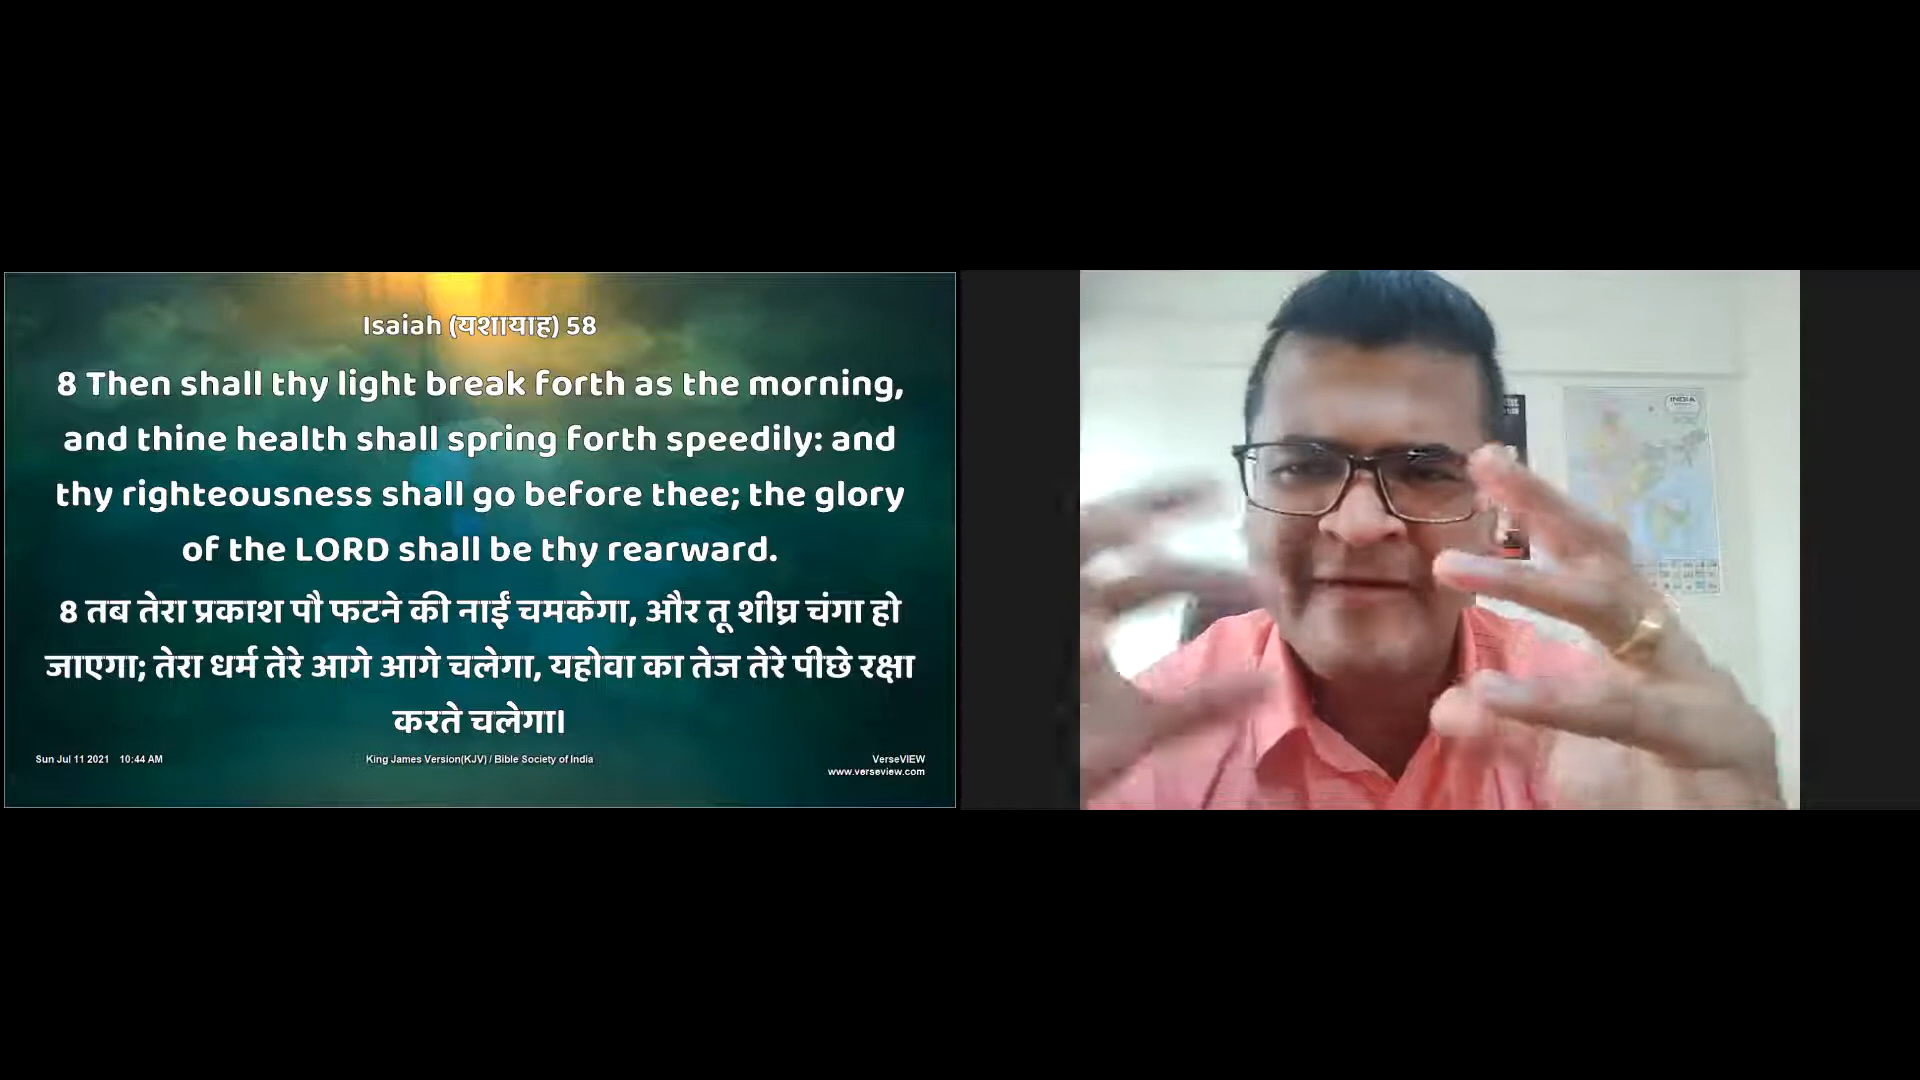 Isaiah (यशायाह) 58
8 Then shall thy light break forth as the morning,
and thine health shall spring forth speedily: and
thy righteousness shall go before thee; the glory
of the LORD shall be thy rearward.
8 तब तेरा प्रकाश पौ फटने की नाईं चमकेगा, और तू शीघ्र चंगा हो
जाएगा; तेरा धर्म तेरे आगे आगे चलेगा, यहोवा का तेज तेरे पीछे रक्षा
करते चलेगा।
Sun Jul 11 2021 10:44 AM
King James Version(KJV) / Bible Society of India
VerseVIEW
www.verseview.com
INDIA